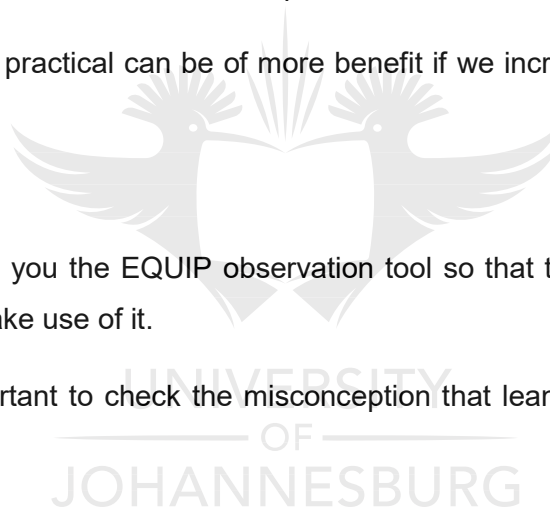 practical can be of more benefit if we incr
you the EQUIP observation tool so that t
ake use of it.
rtant to check the misconception that lear
UNIVERSITY
OF
JOHANNESBURG